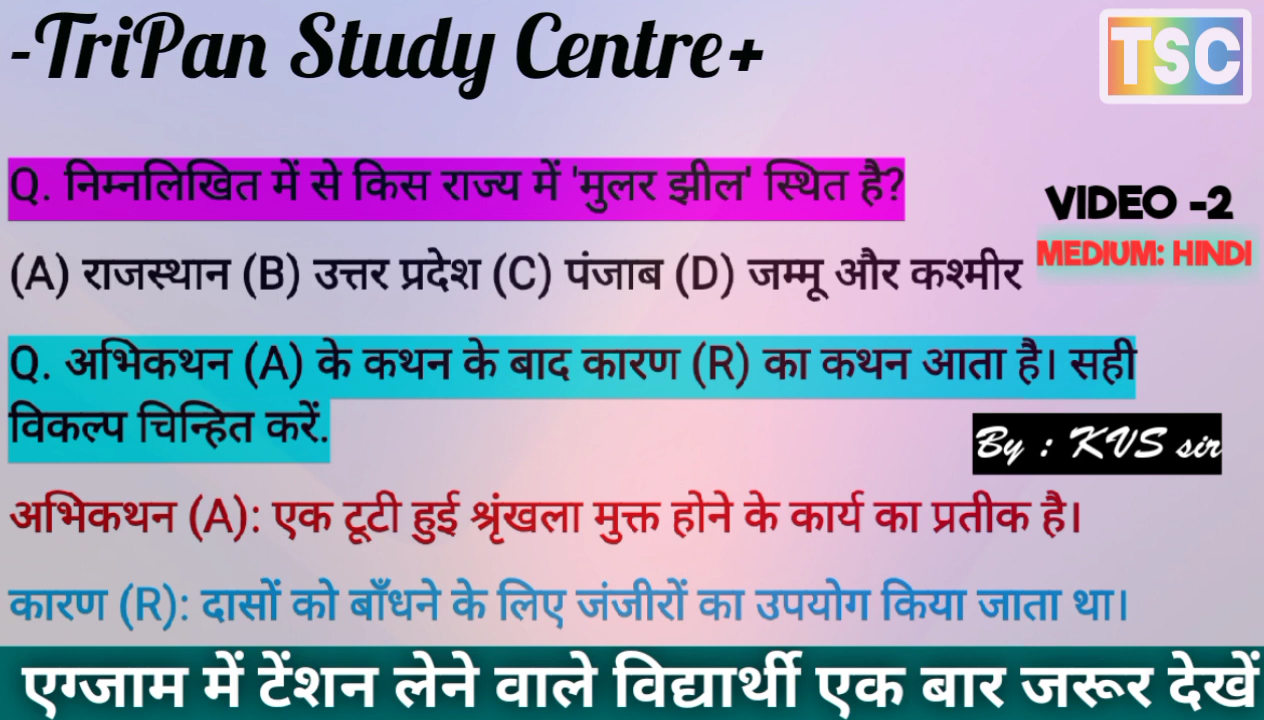 -TriPan Study Centre+
TSC
Q. निम्नलिखित में से किस राज्य में 'मुलर झील' स्थित है?
VIDEO -2
MEDIUM: HINDI
(A) राजस्थान (B) उत्तर प्रदेश (C) पंजाब (D) जम्मू और कश्मीर
Q. अभिकथन (A) के कथन के बाद कारण (R) का कथन आता है। सही
विकल्प चिन्हित करें.
By : KVS sir
अभिकथन (A): एक टूटी हुई श्रृंखला मुक्त होने के कार्य का प्रतीक है।
कारण (R): दासों को बाँधने के लिए जंजीरों का उपयोग किया जाता था।
एग्जाम में टेंशन लेने वाले विद्यार्थी एक बार जरूर देखें